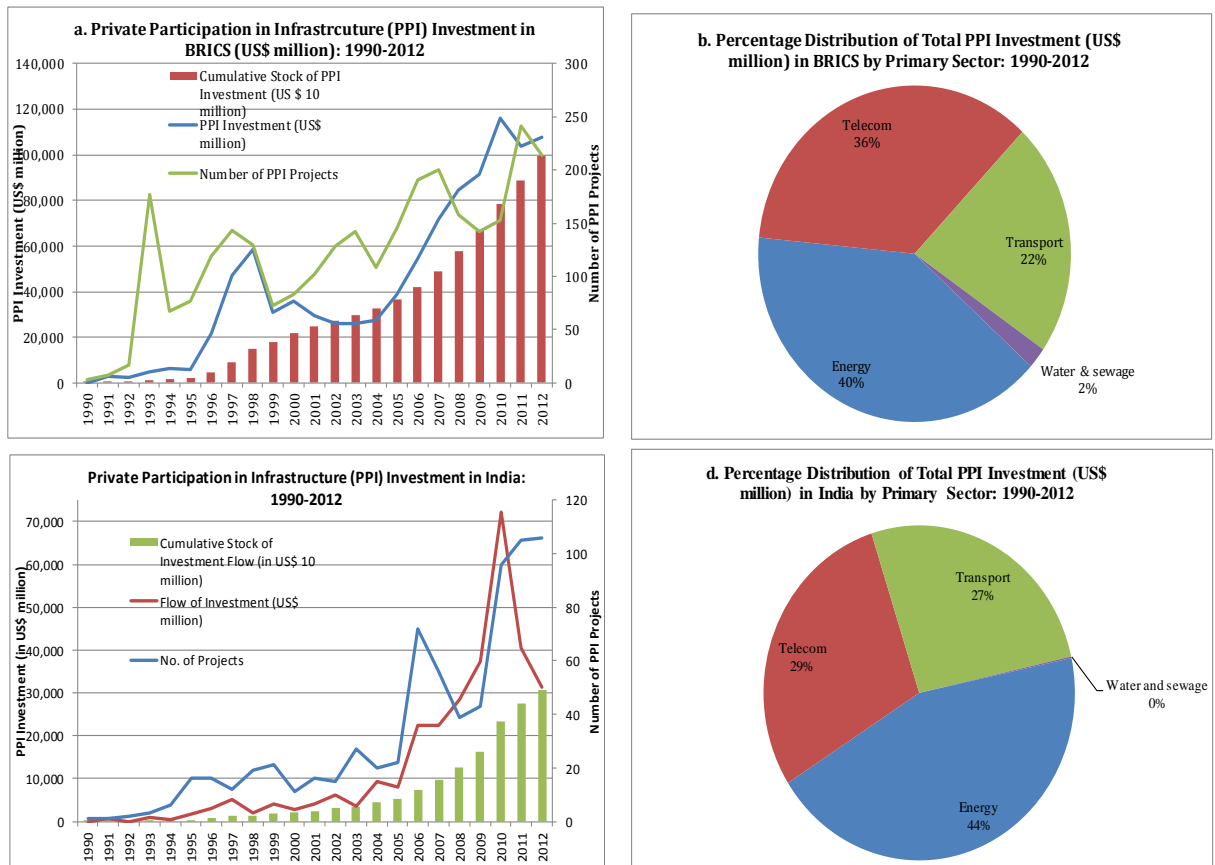 a. Private Participation in Infrastrcuture (PPI) Investment in
BRICS (US$ million): 1990-2012
PPI Investment (US$ million)
140,000
120,000
100,000
80,000
60,000
40,000
20,000
0
Cumulative Stock of PPI
Investment (US $ 10
million)
PPI Investment (US$
million)
Number of PPI Projects
300
250
200
150
100
50
0
Number of PPI Projects
1990
1991
1992
1993
1994
1995
1996
1997
1998
1999
2000
2001
2002
2003
2004
2005
2006
2007
2008
2009
2010
2011
2012
b. Percentage Distribution of Total PPI Investment (US$
million) in BRICS by Primary Sector: 1990-2012
Telecom
36%
Transport
22%
Water & sewage
2%
Energy
40%
Private Participation in Infrastructure (PPI) Investment in India:
1990-2012
PPI Investment (in US$ million)
70,000
60,000
50,000
40,000
30,000
20,000
10,000
0
Cumulative Stock of
Investment Flow (in US$ 10
million)
Flow of Investment (US$
million)
No. of Projects
120
100
80
60
40
20
0
Number of PPI Projects
1990
1991
1992
1993
1994
1995
1996
1997
1998
1999
2000
2001
2002
2003
2004
2005
2006
2007
2008
2009
2010
2011
2012
d. Percentage Distribution of Total PPI Investment (US$
million) in India by Primary Sector: 1990-2012
Transport
27%
Telecom
29%
Water and sewage
0%
Energy
44%